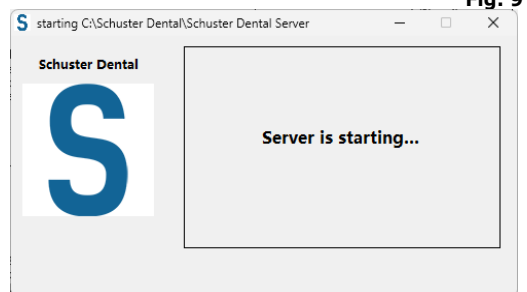 Fig. 9
S starting C:\Schuster Dental\Schuster Dental Server
Schuster Dental
S
Server is starting...